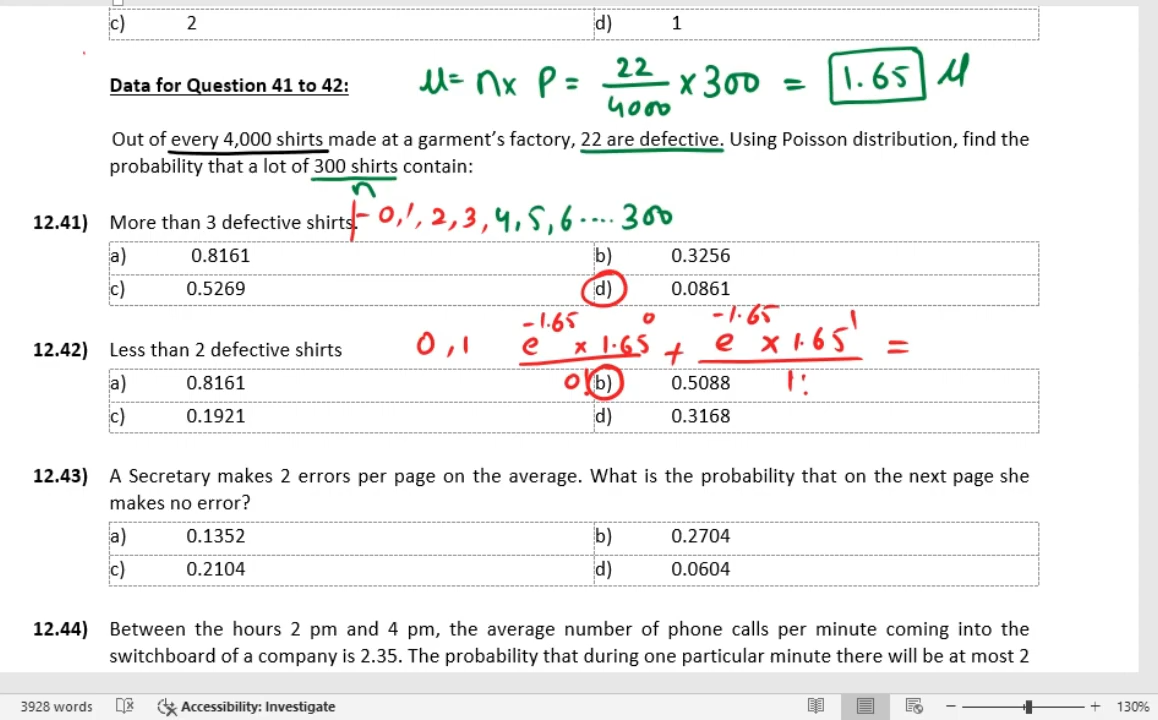 c) 2 d) 1
Data for Question 41 to 42: μ = n x P = 22/4000 x 300 = 1.65 μ
Out of every 4,000 shirts made at a garment's factory, 22 are defective. Using Poisson distribution, find the
probability that a lot of 300 shirts contain:
n
12.41) More than 3 defective shirts. 1- 0,1,2,3,4,5,6....300
a) 0.8161 b) 0.3256
c) 0.5269 d) 0.0861
12.42) Less than 2 defective shirts 0,1 e^-1.65 x 1.65^0 / 0! + e^-1.65 x 1.65^1 / 1! =
a) 0.8161 b) 0.5088
c) 0.1921 d) 0.3168
12.43) A Secretary makes 2 errors per page on the average. What is the probability that on the next page she
makes no error?
a) 0.1352 b) 0.2704
c) 0.2104 d) 0.0604
12.44) Between the hours 2 pm and 4 pm, the average number of phone calls per minute coming into the
switchboard of a company is 2.35. The probability that during one particular minute there will be at most 2
3928 words Accessibility: Investigate 130%